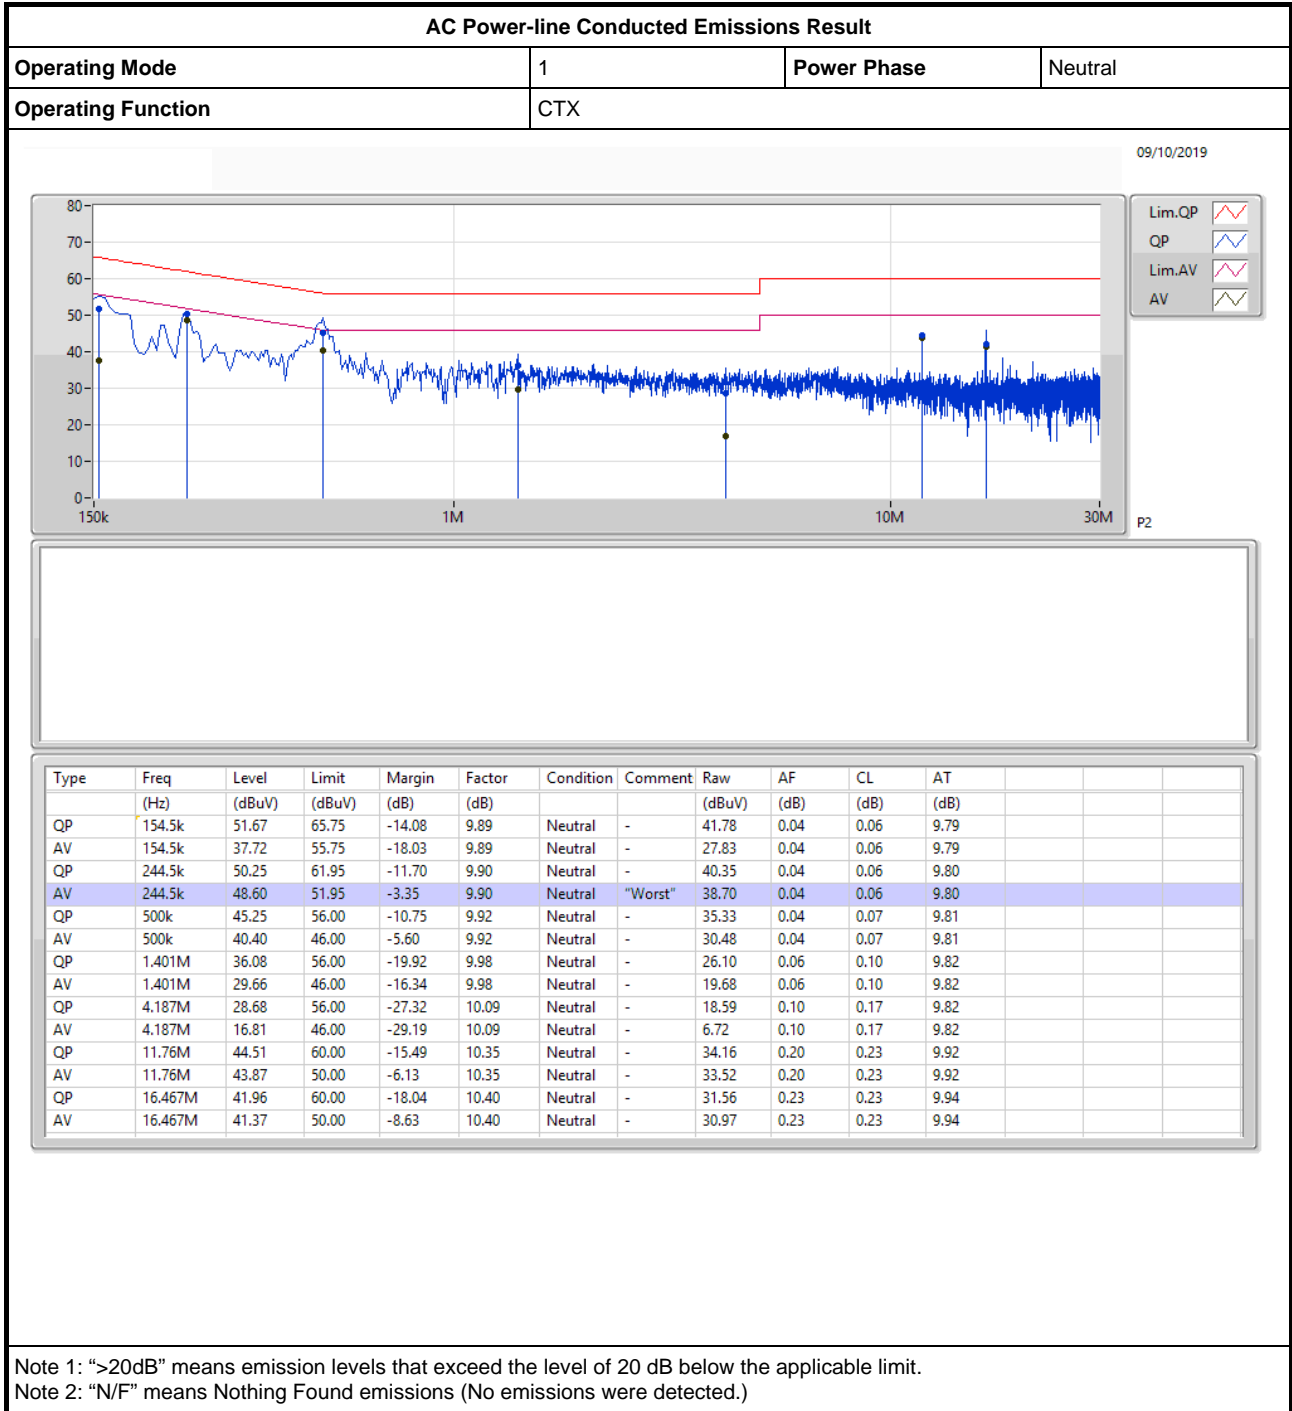 AC Power-line Conducted Emissions Result
Operating Mode 1 Power Phase Neutral
Operating Function CTX
09/10/2019
80
70
60
50
40
30
20
10
0
150k 1M 10M 30M
Lim.QP
QP
Lim.AV
AV
P2
Type Freq Level Limit Margin Factor Condition Comment Raw AF CL AT
(Hz) (dBuV) (dBuV) (dB) (dB) (dBuV) (dB) (dB) (dB)
QP 154.5k 51.67 65.75 -14.08 9.89 Neutral - 41.78 0.04 0.06 9.79
AV 154.5k 37.72 55.75 -18.03 9.89 Neutral - 27.83 0.04 0.06 9.79
QP 244.5k 50.25 61.95 -11.70 9.90 Neutral - 40.35 0.04 0.06 9.80
AV 244.5k 48.60 51.95 -3.35 9.90 Neutral "Worst" 38.70 0.04 0.06 9.80
QP 500k 45.25 56.00 -10.75 9.92 Neutral - 35.33 0.04 0.07 9.81
AV 500k 40.40 46.00 -5.60 9.92 Neutral - 30.48 0.04 0.07 9.81
QP 1.401M 36.08 56.00 -19.92 9.98 Neutral - 26.10 0.06 0.10 9.82
AV 1.401M 29.66 46.00 -16.34 9.98 Neutral - 19.68 0.06 0.10 9.82
QP 4.187M 28.68 56.00 -27.32 10.09 Neutral - 18.59 0.10 0.17 9.82
AV 4.187M 16.81 46.00 -29.19 10.09 Neutral - 6.72 0.10 0.17 9.82
QP 11.76M 44.51 60.00 -15.49 10.35 Neutral - 34.16 0.20 0.23 9.92
AV 11.76M 43.87 50.00 -6.13 10.35 Neutral - 33.52 0.20 0.23 9.92
QP 16.467M 41.96 60.00 -18.04 10.40 Neutral - 31.56 0.23 0.23 9.94
AV 16.467M 41.37 50.00 -8.63 10.40 Neutral - 30.97 0.23 0.23 9.94
Note 1: “>20dB” means emission levels that exceed the level of 20 dB below the applicable limit.
Note 2: “N/F” means Nothing Found emissions (No emissions were detected.)